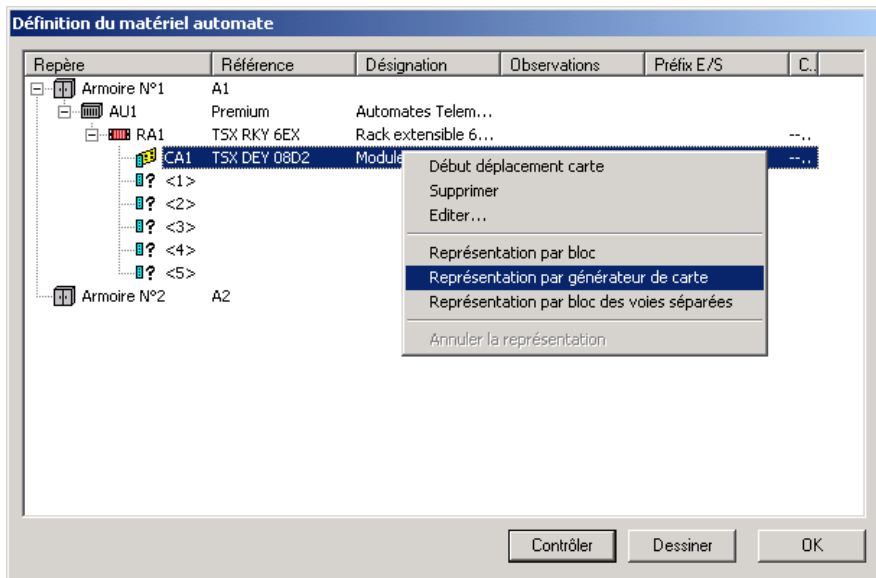 Définition du matériel automate
Repère Référence Désignation Observations Préfix E/S C..
Armoire N°1 A1
AU1 Premium Automates Telem...
RA1 TSX RKY 6EX Rack extensible 6... --..
CA1 TSX DEY 08D2 Module --..
? <1>
? <2>
? <3>
? <4>
? <5>
Armoire N°2 A2
Début déplacement carte
Supprimer
Editer...
Représentation par bloc
Représentation par générateur de carte
Représentation par bloc des voies séparées
Annuler la représentation
Contrôler Dessiner OK